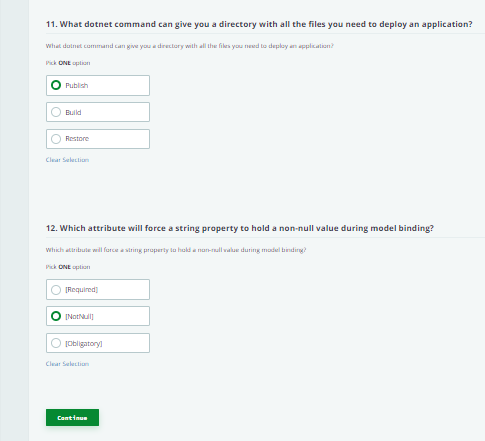 11. What dotnet command can give you a directory with all the files you need to deploy an application?
What dotnet command can give you a directory with all the files you need to deploy an application?
Pick ONE option
Publish
Build
Restore
Clear Selection
12. Which attribute will force a string property to hold a non-null value during model binding?
Which attribute will force a string property to hold a non-null value during model binding?
Pick ONE option
[Required]
[NotNull]
[Obligatory]
Clear Selection
Continue